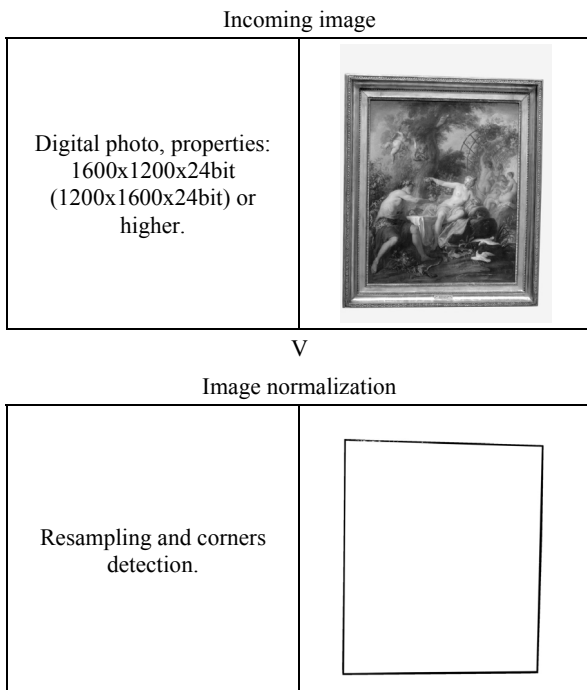 Incoming image
Digital photo, properties:
1600x1200x24bit
(1200x1600x24bit) or
higher.
V
Image normalization
Resampling and corners
detection.